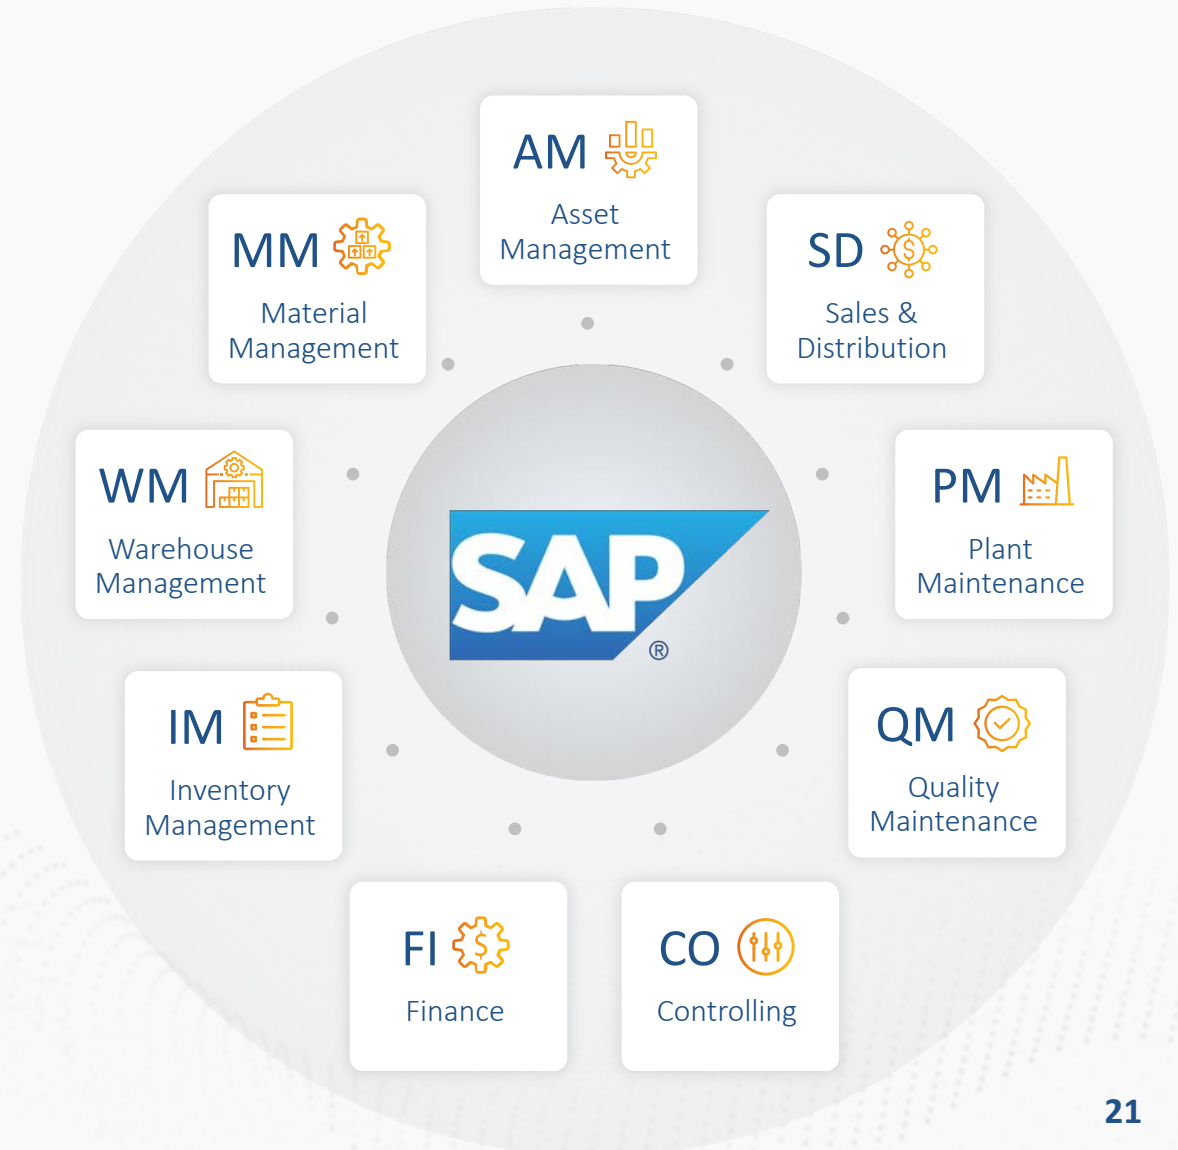 AM
Asset
Management
MM
Material
Management
SD
Sales &
Distribution
WM
Warehouse
Management
PM
Plant
Maintenance
SAP
®
IM
Inventory
Management
QM
Quality
Maintenance
FI
Finance
CO
Controlling
21